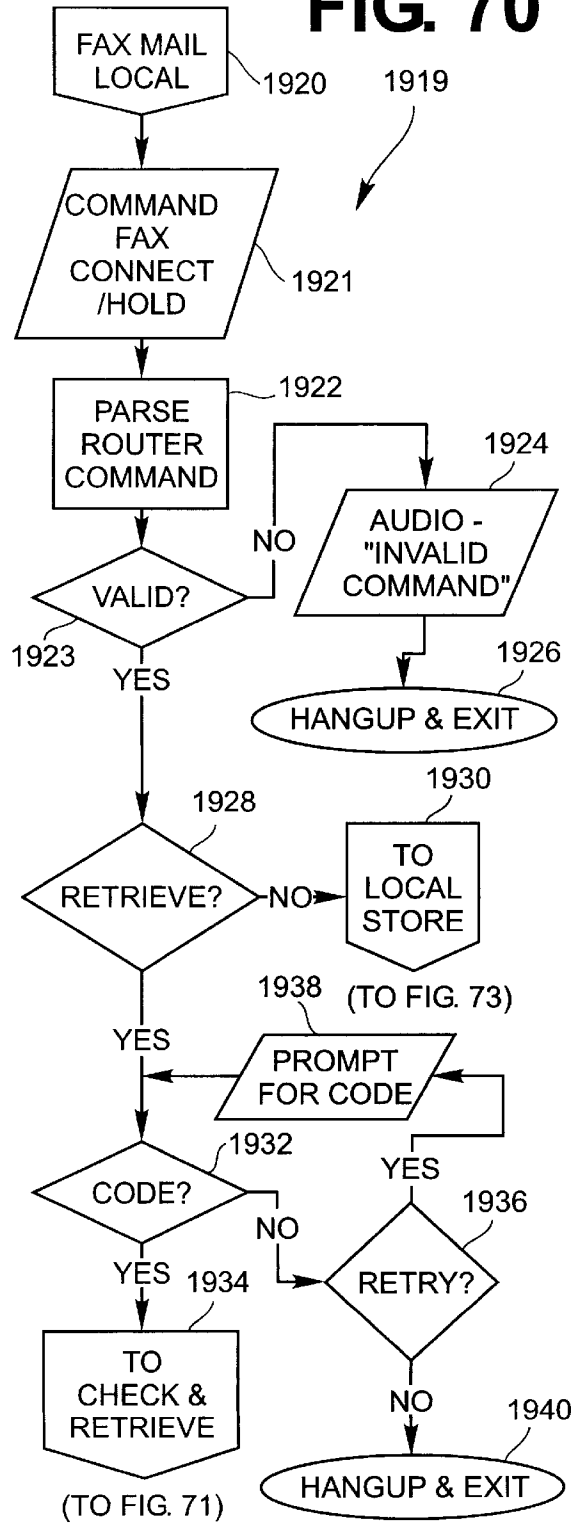 FIG. 70
FAX MAIL
LOCAL
1920
1919
COMMAND
FAX
CONNECT
/HOLD
1921
PARSE
ROUTER
COMMAND
1922
VALID?
1923
NO
AUDIO -
"INVALID
COMMAND"
1924
HANGUP & EXIT
1926
YES
RETRIEVE?
1928
NO
TO
LOCAL
STORE
1930
(TO FIG. 73)
YES
PROMPT
FOR CODE
1938
CODE?
1932
NO
YES
RETRY?
1936
YES
TO
CHECK &
RETRIEVE
1934
(TO FIG. 71)
NO
HANGUP & EXIT
1940